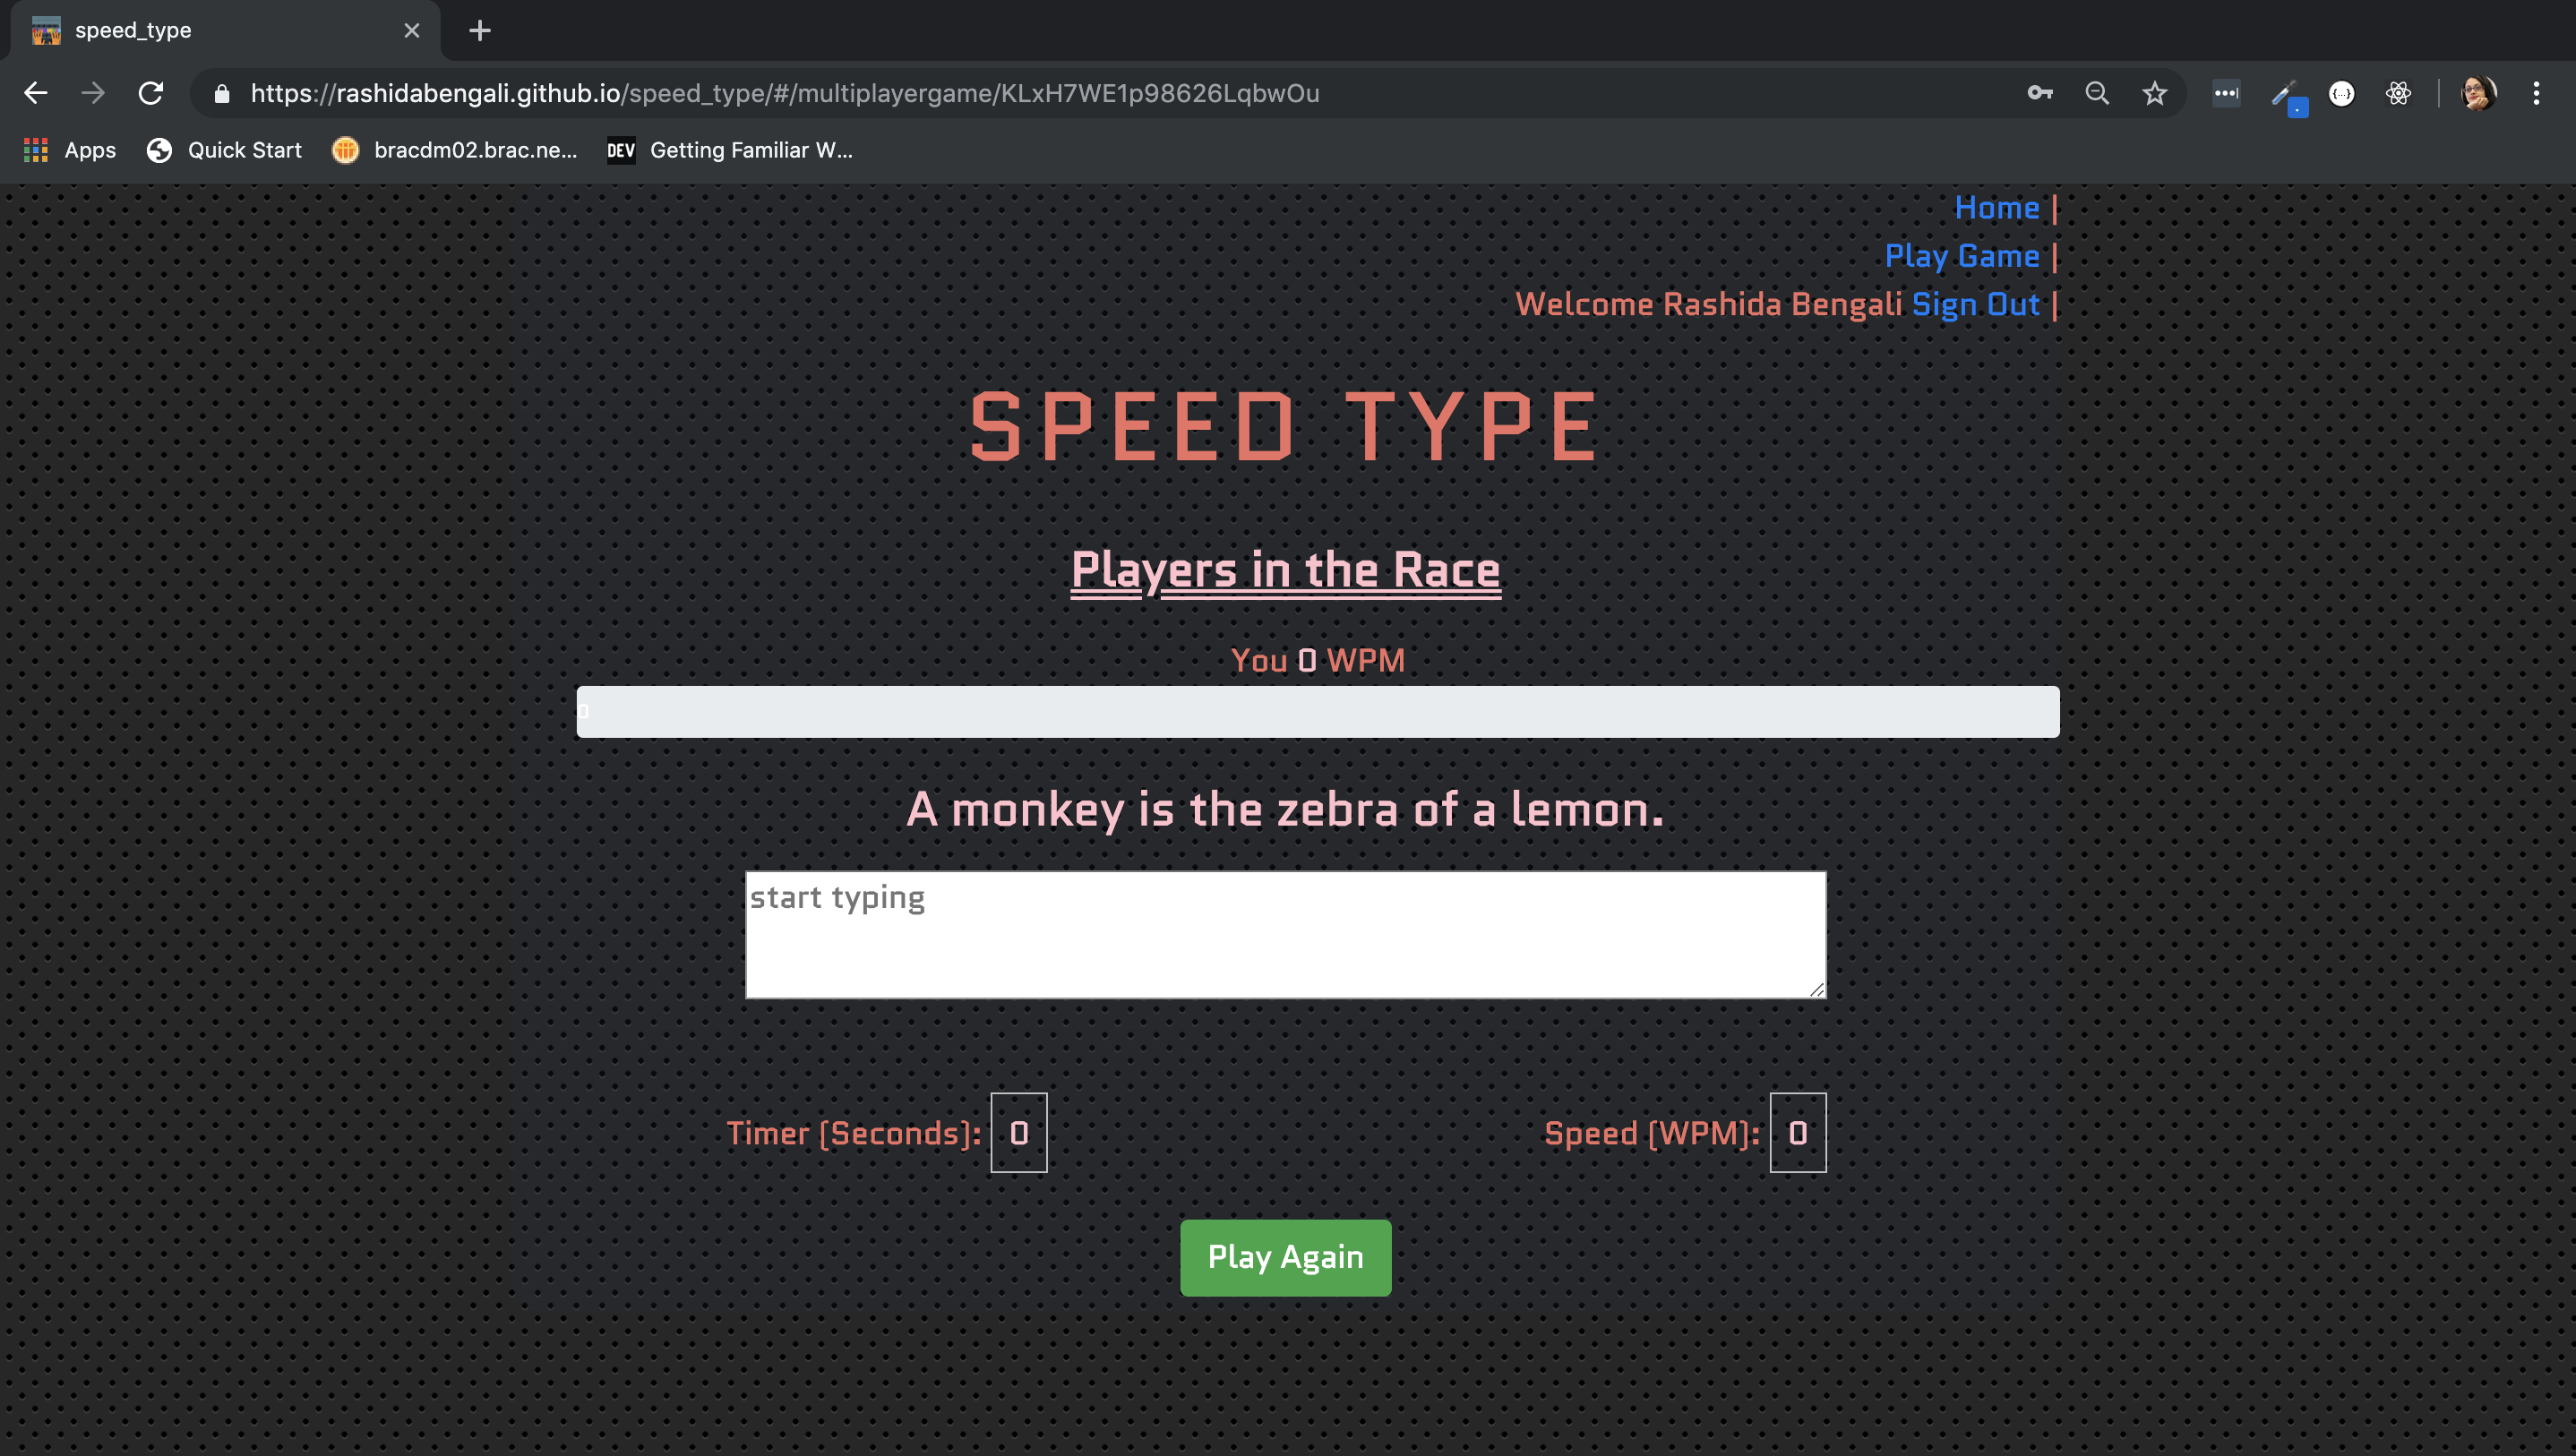 speed_type
https://rashidabengali.github.io/speed_type/#/multiplayergame/KLxH7WE1p98626LqbwOu
Apps Quick Start bracdm02.brac.ne... DEV Getting Familiar W...
Home |
Play Game |
Welcome Rashida Bengali Sign Out |
SPEED TYPE
Players in the Race
You 0 WPM
0
A monkey is the zebra of a lemon.
start typing
Timer (Seconds): 0 Speed (WPM): 0
Play Again